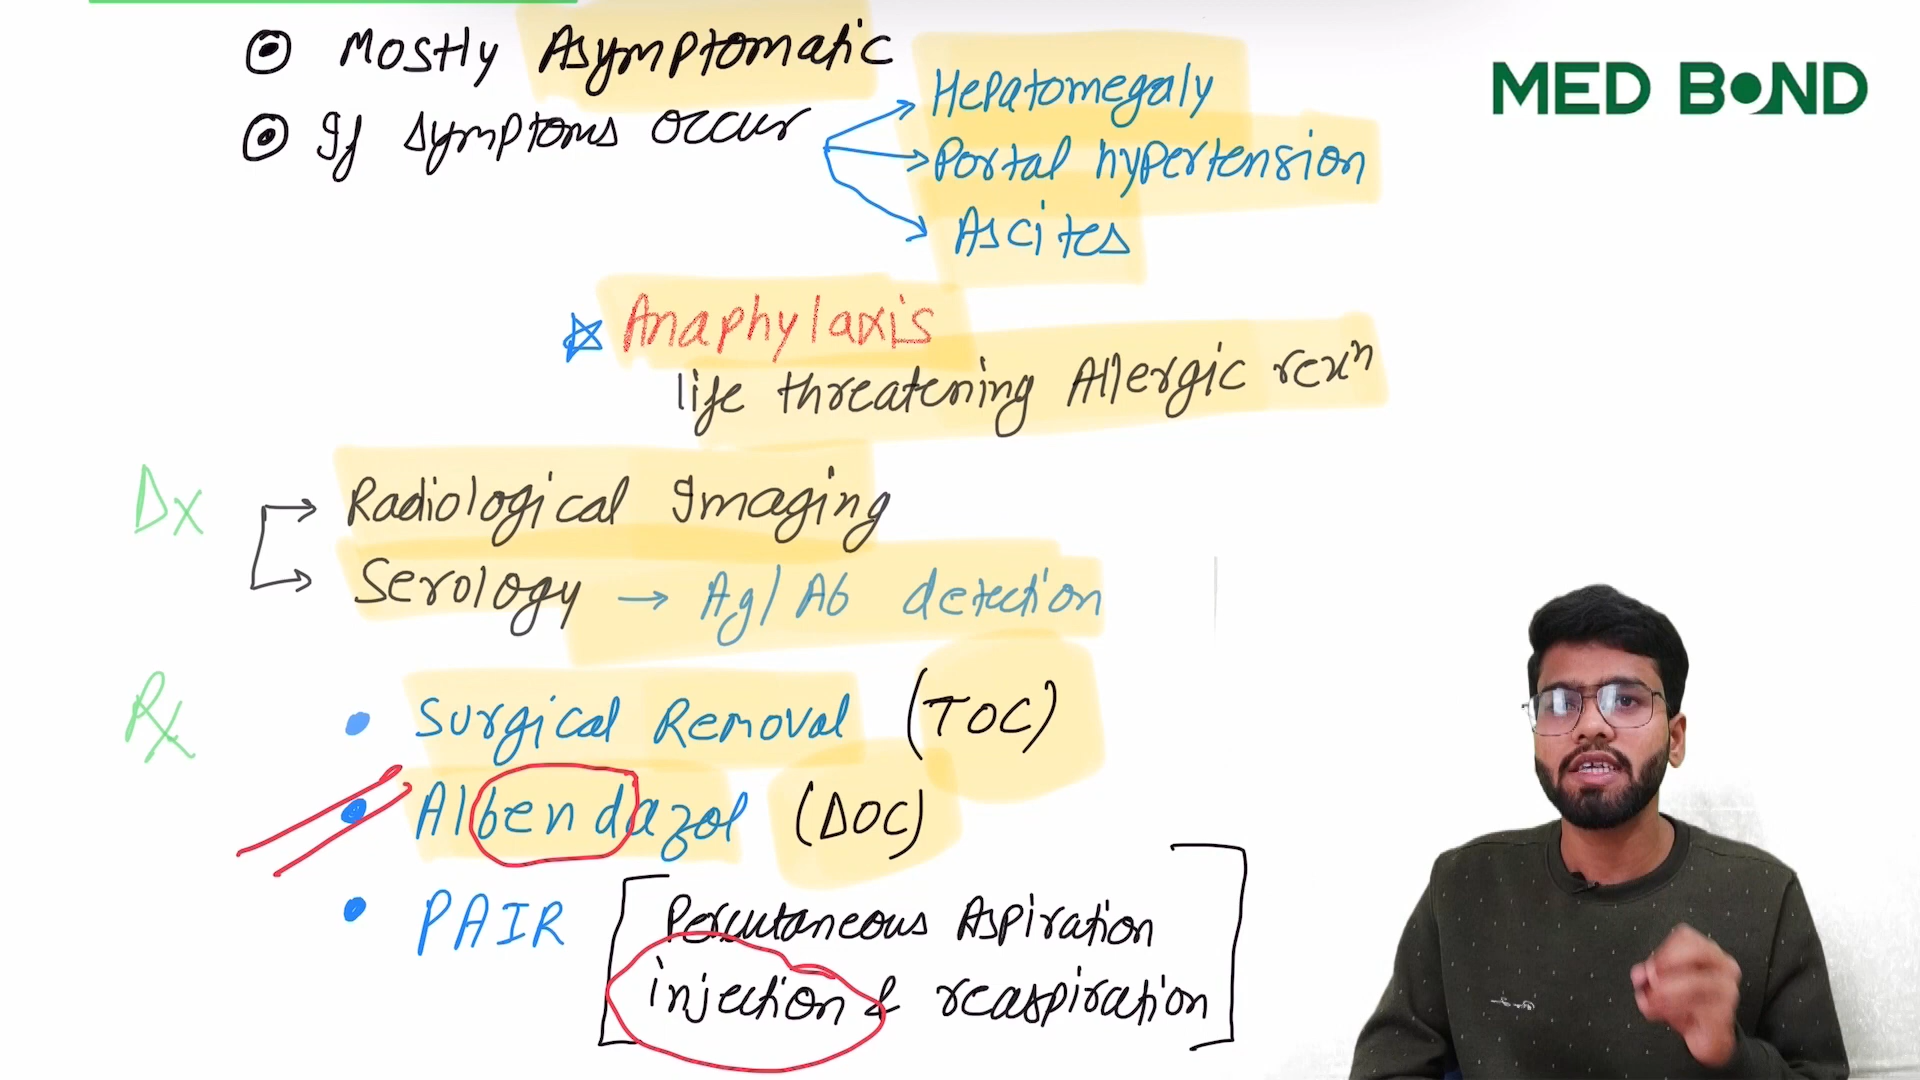 Mostly Asymptomatic
If symptoms occur
Hepatomegaly
Portal hypertension
Ascites
MED BOND
Anaphylaxis
life threatening Allergic rexⁿ
Dx
Radiological Imaging
Serology → Ag/Ab detection
Rx
Surgical Removal (TOC)
Albendazol (DOC)
PAIR [Percutaneous Aspiration
injection & reaspiration]